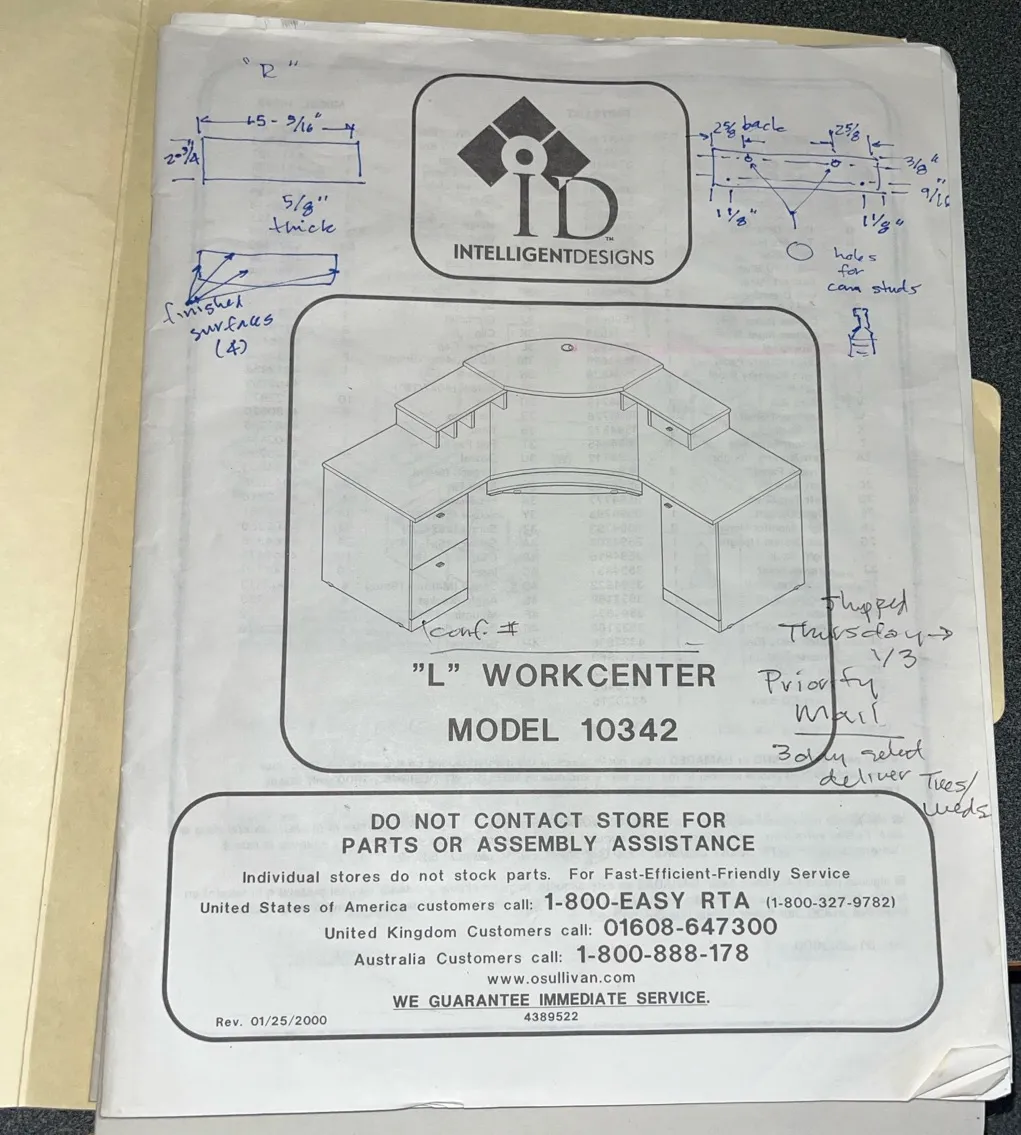 "R"
15 - 9/16"
2-3/4"
5/8"
thick
finished
surfaces
(4)
ID
™
INTELLIGENTDESIGNS
2 5/8 back
2 5/8
3/8"
9/16"
1 1/8"
1 1/8"
holes
for
cam studs
conf. #
Shipped
Thursday →
1/3
Priority
Mail
3 day select
deliver Tues/
Weds
"L" WORKCENTER
MODEL 10342
DO NOT CONTACT STORE FOR
PARTS OR ASSEMBLY ASSISTANCE
Individual stores do not stock parts. For Fast-Efficient-Friendly Service
United States of America customers call: 1-800-EASY RTA (1-800-327-9782)
United Kingdom Customers call: 01608-647300
Australia Customers call: 1-800-888-178
www.osullivan.com
WE GUARANTEE IMMEDIATE SERVICE.
Rev. 01/25/2000
4389522